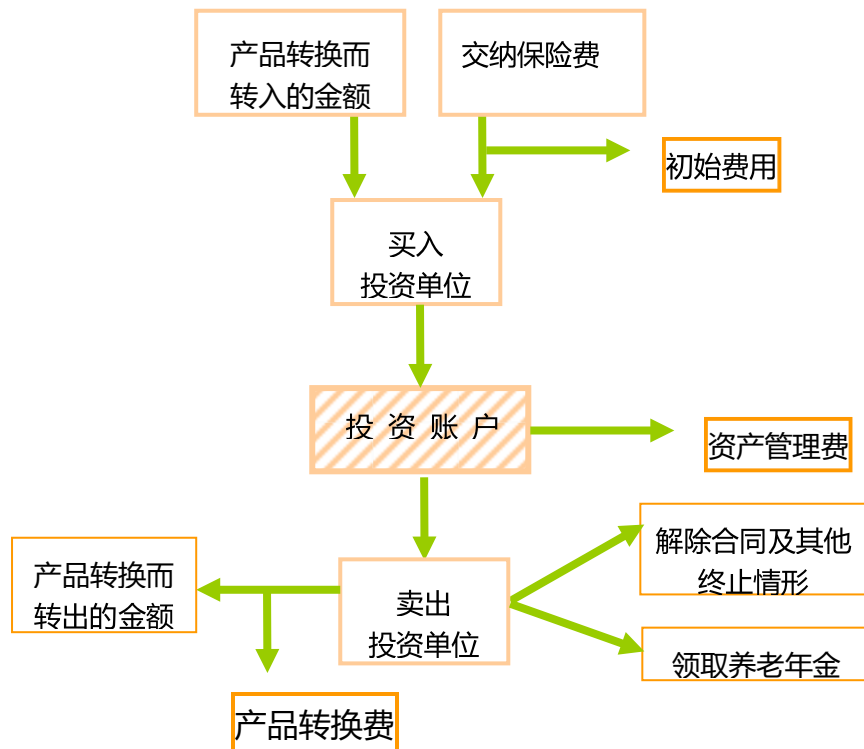 产品转换而
转入的金额
交纳保险费
初始费用
买入
投资单位
投资账户
资产管理费
解除合同及其他
终止情形
产品转换而
转出的金额
卖出
投资单位
领取养老年金
产品转换费